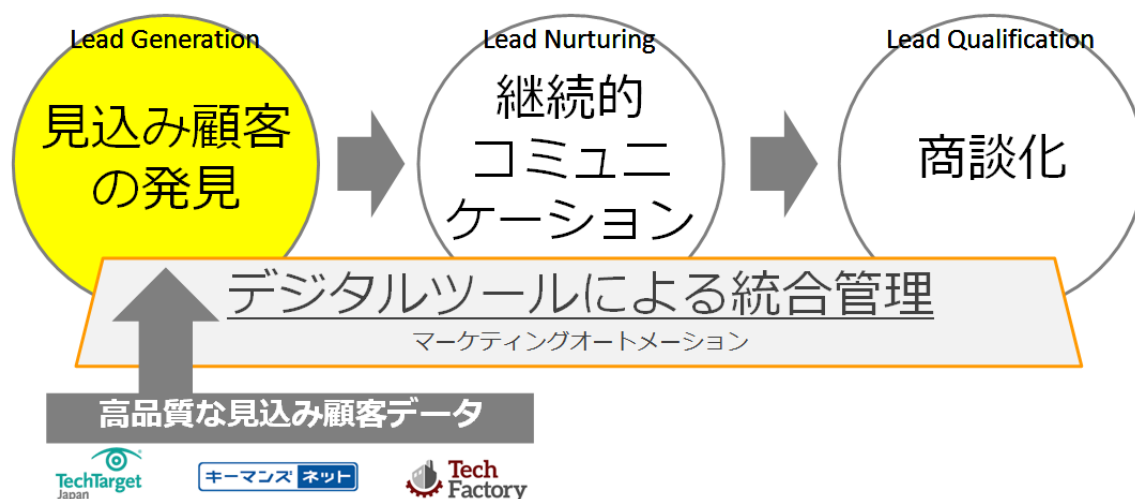 Lead Generation
見込み顧客
の発見
Lead Nurturing
継続的
コミュニ
ケーション
Lead Qualification
商談化
デジタルツールによる統合管理
マーケティングオートメーション
高品質な見込み顧客データ
TechTarget
Japan
キーマンズネット
Tech
Factory